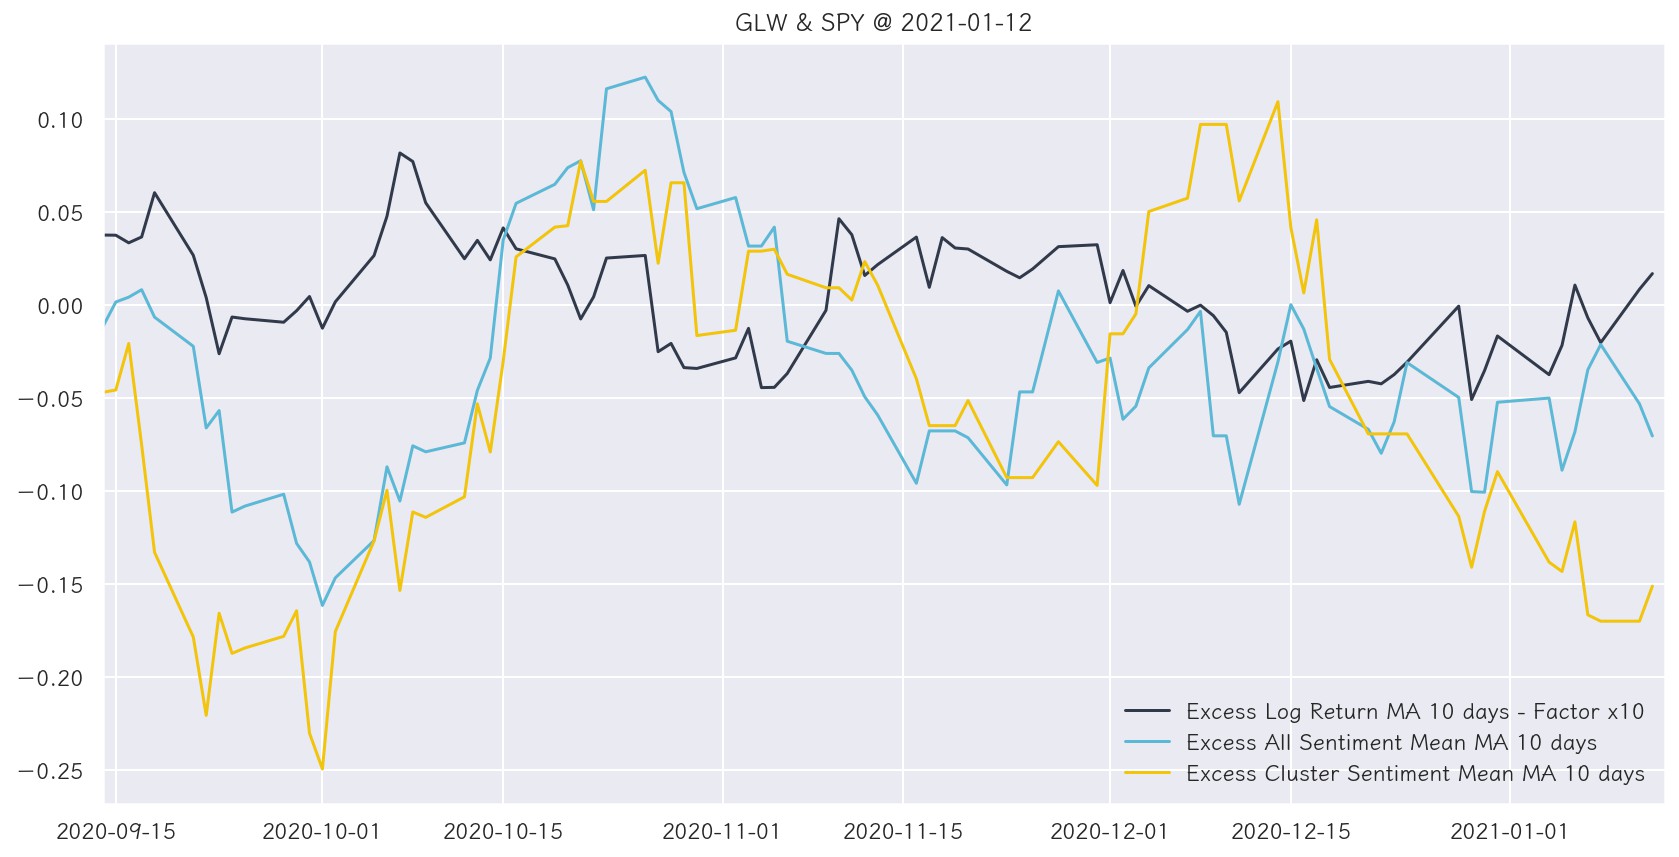 GLW & SPY @ 2021-01-12
0.10
0.05
0.00
−0.05
−0.10
−0.15
−0.20
−0.25
Excess Log Return MA 10 days - Factor x10
Excess All Sentiment Mean MA 10 days
Excess Cluster Sentiment Mean MA 10 days
2020-09-15 2020-10-01 2020-10-15 2020-11-01 2020-11-15 2020-12-01 2020-12-15 2021-01-01